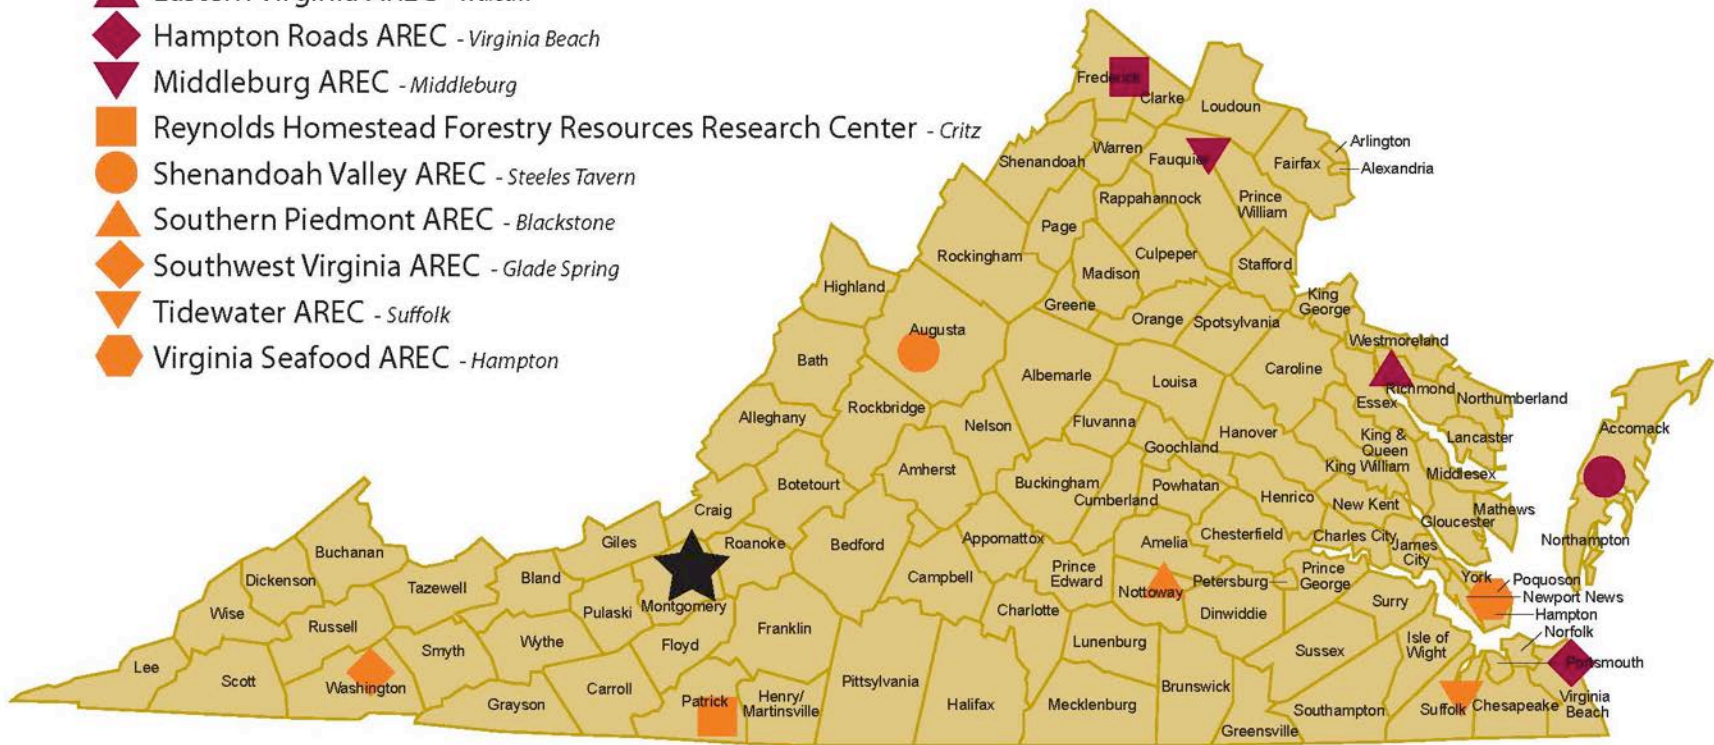 Hampton Roads AREC - Virginia Beach
Middleburg AREC - Middleburg
Reynolds Homestead Forestry Resources Research Center - Critz
Shenandoah Valley AREC - Steeles Tavern
Southern Piedmont AREC - Blackstone
Southwest Virginia AREC - Glade Spring
Tidewater AREC - Suffolk
Virginia Seafood AREC - Hampton
Frederick
Clarke
Loudoun
Arlington
Alexandria
Shenandoah
Warren
Fauquier
Fairfax
Rappahannock
Prince
William
Page
Culpeper
Rockingham
Madison
Stafford
Highland
Greene
King
George
Orange
Spotsylvania
Augusta
Westmoreland
Bath
Albemarle
Louisa
Caroline
Richmond
Northumberland
Essex
Alleghany
Rockbridge
Nelson
Fluvanna
Goochland
Hanover
King &
Queen
Lancaster
Accomack
King William
Middlesex
Amherst
Botetourt
Buckingham
Cumberland
Powhatan
Henrico
New Kent
Mathews
Gloucester
Craig
Giles
Roanoke
Bedford
Appomattox
Amelia
Chesterfield
Charles City
James
City
Northampton
Buchanan
Dickenson
Tazewell
Bland
Campbell
Prince
Edward
Nottoway
Petersburg
Prince
George
York
Poquoson
Newport News
Hampton
Norfolk
Wise
Pulaski
Montgomery
Charlotte
Dinwiddie
Surry
Russell
Smyth
Wythe
Floyd
Franklin
Lunenburg
Sussex
Isle of
Wight
Portsmouth
Lee
Scott
Washington
Grayson
Carroll
Patrick
Henry/
Martinsville
Pittsylvania
Halifax
Mecklenburg
Brunswick
Greensville
Southampton
Suffolk
Chesapeake
Virginia
Beach